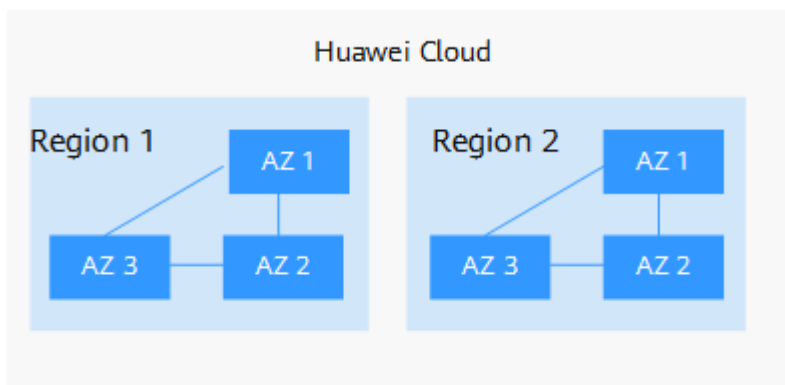 Huawei Cloud
Region 1
AZ 1
AZ 3
AZ 2
Region 2
AZ 1
AZ 3
AZ 2